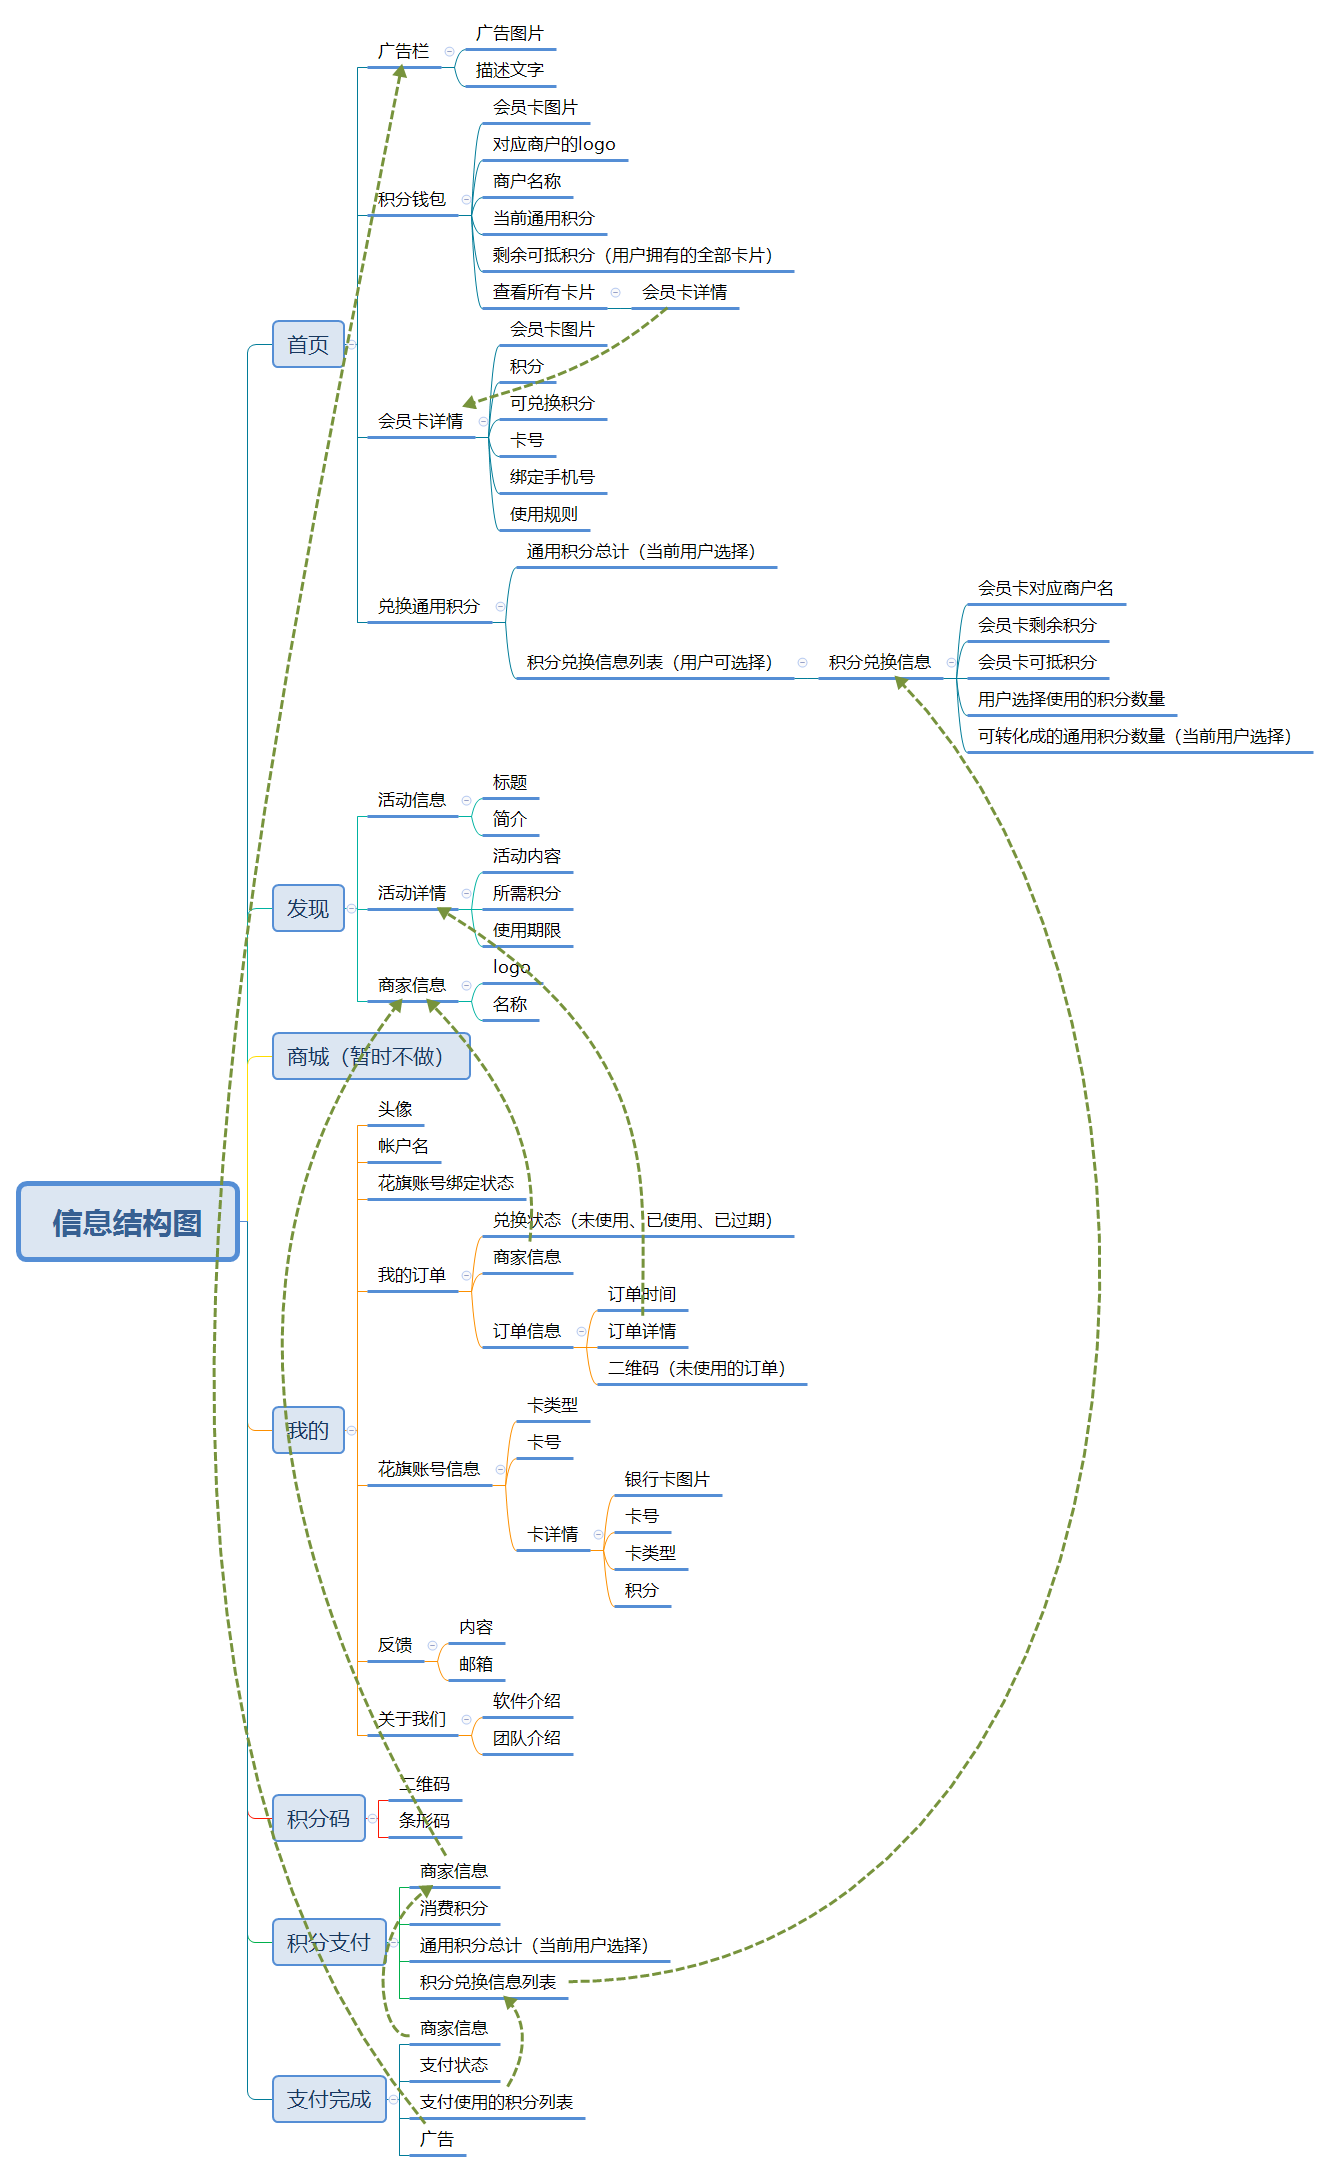 信息结构图
首页
广告栏
广告图片
描述文字
积分钱包
会员卡图片
对应商户的logo
商户名称
当前通用积分
剩余可抵积分（用户拥有的全部卡片）
查看所有卡片
会员卡详情
会员卡详情
会员卡图片
积分
可兑换积分
卡号
绑定手机号
使用规则
兑换通用积分
通用积分总计（当前用户选择）
积分兑换信息列表（用户可选择）
积分兑换信息
会员卡对应商户名
会员卡剩余积分
会员卡可抵积分
用户选择使用的积分数量
可转化成的通用积分数量（当前用户选择）
发现
活动信息
标题
简介
活动详情
活动内容
所需积分
使用期限
商家信息
logo
名称
商城（暂时不做）
我的
头像
帐户名
花旗账号绑定状态
我的订单
兑换状态（未使用、已使用、已过期）
商家信息
订单信息
订单时间
订单详情
二维码（未使用的订单）
花旗账号信息
卡类型
卡号
卡详情
银行卡图片
卡号
卡类型
积分
反馈
内容
邮箱
关于我们
软件介绍
团队介绍
积分码
二维码
条形码
积分支付
商家信息
消费积分
通用积分总计（当前用户选择）
积分兑换信息列表
支付完成
商家信息
支付状态
支付使用的积分列表
广告